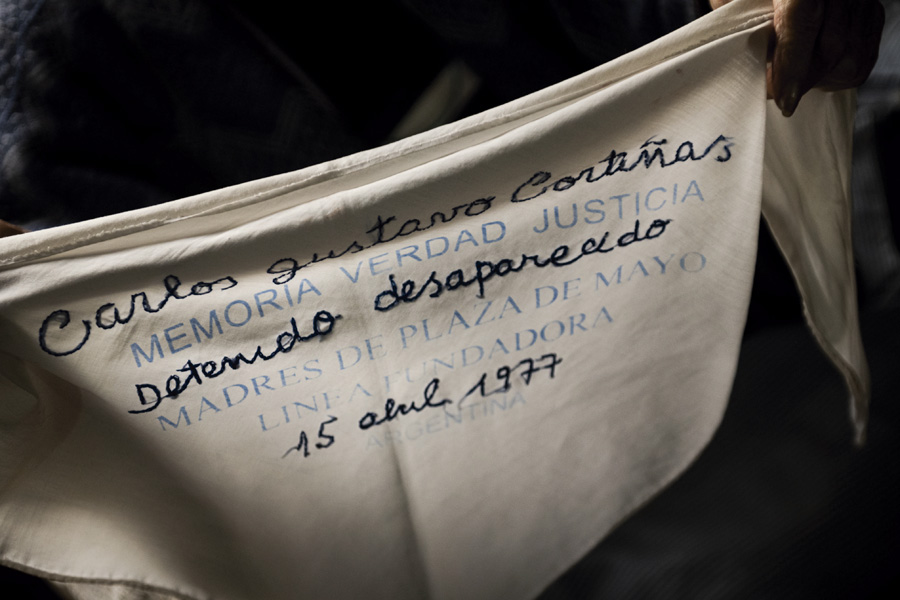 Carlos gustavo Cortiñas
MEMORIA VERDAD JUSTICIA
Detenido desaparecido
MADRES DE PLAZA DE MAYO
LINEA FUNDADORA
15 abril 1977
ARGENTINA